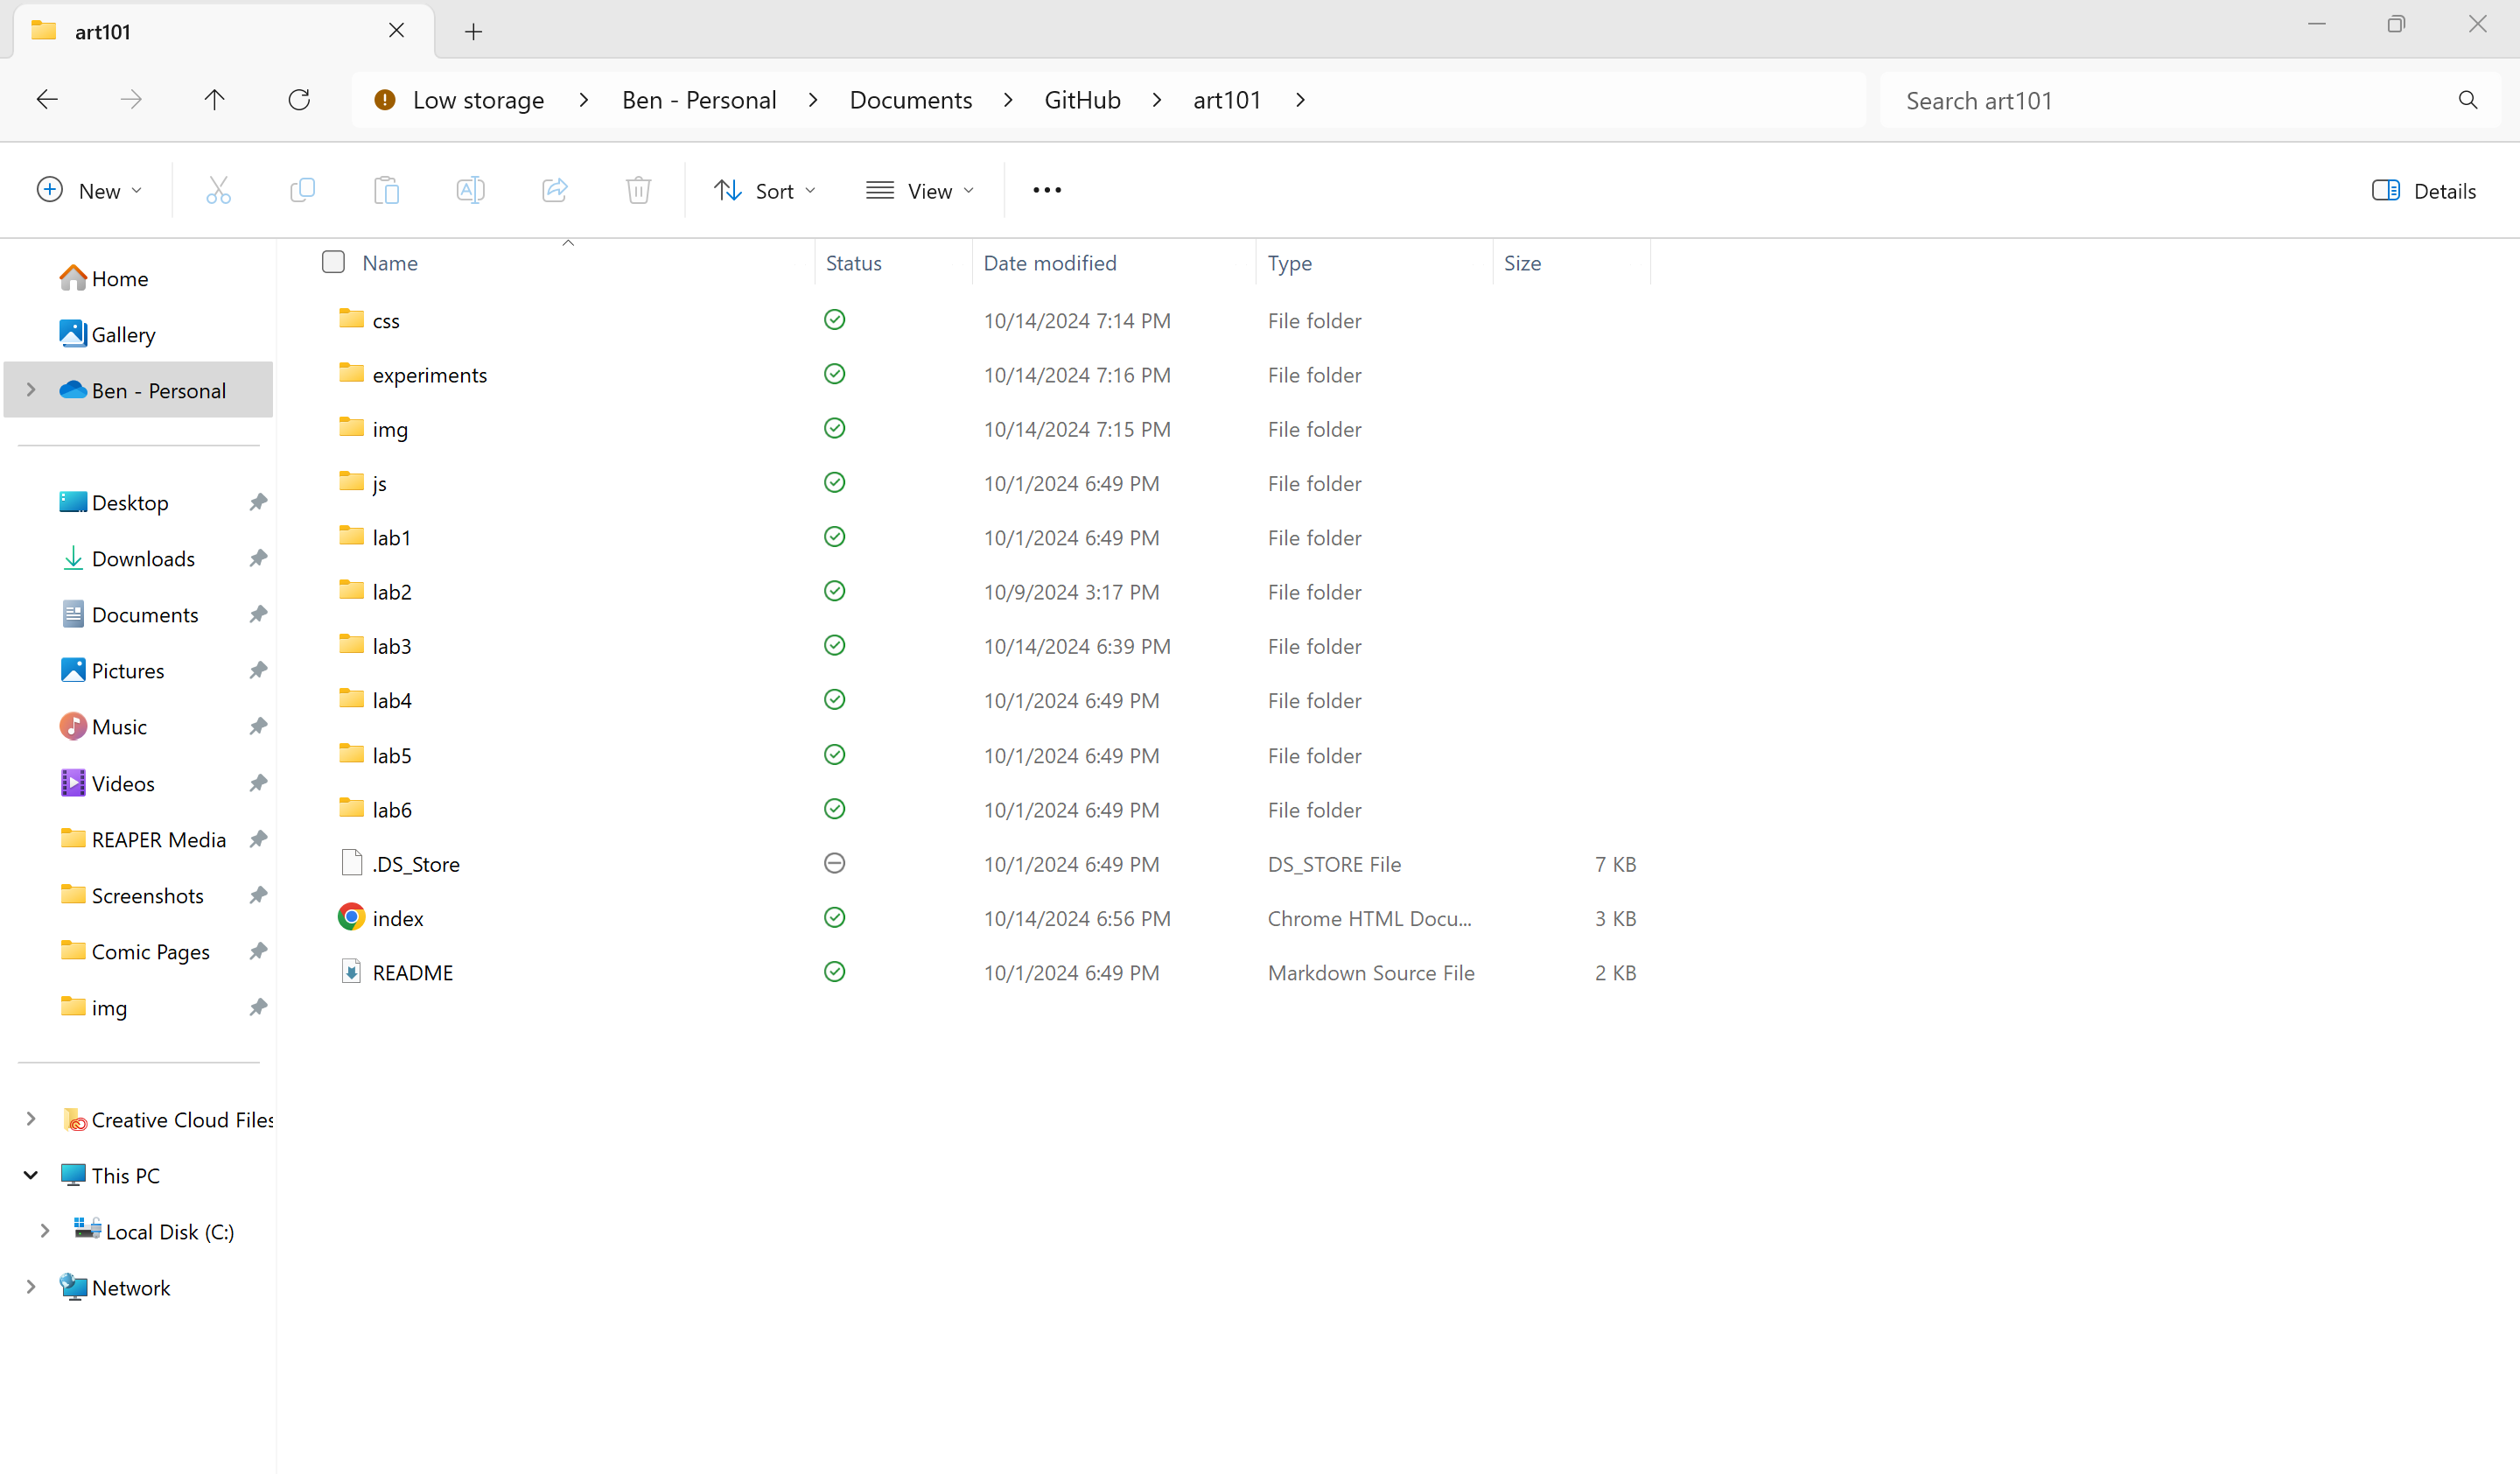 art101
Low storage > Ben - Personal > Documents > GitHub > art101 >
Search art101
New
Sort
View
Details
Home
Gallery
Ben - Personal
Desktop
Downloads
Documents
Pictures
Music
Videos
REAPER Media
Screenshots
Comic Pages
img
Creative Cloud Files
This PC
Local Disk (C:)
Network
Name Status Date modified Type Size
css 10/14/2024 7:14 PM File folder
experiments 10/14/2024 7:16 PM File folder
img 10/14/2024 7:15 PM File folder
js 10/1/2024 6:49 PM File folder
lab1 10/1/2024 6:49 PM File folder
lab2 10/9/2024 3:17 PM File folder
lab3 10/14/2024 6:39 PM File folder
lab4 10/1/2024 6:49 PM File folder
lab5 10/1/2024 6:49 PM File folder
lab6 10/1/2024 6:49 PM File folder
.DS_Store 10/1/2024 6:49 PM DS_STORE File 7 KB
index 10/14/2024 6:56 PM Chrome HTML Docu... 3 KB
README 10/1/2024 6:49 PM Markdown Source File 2 KB